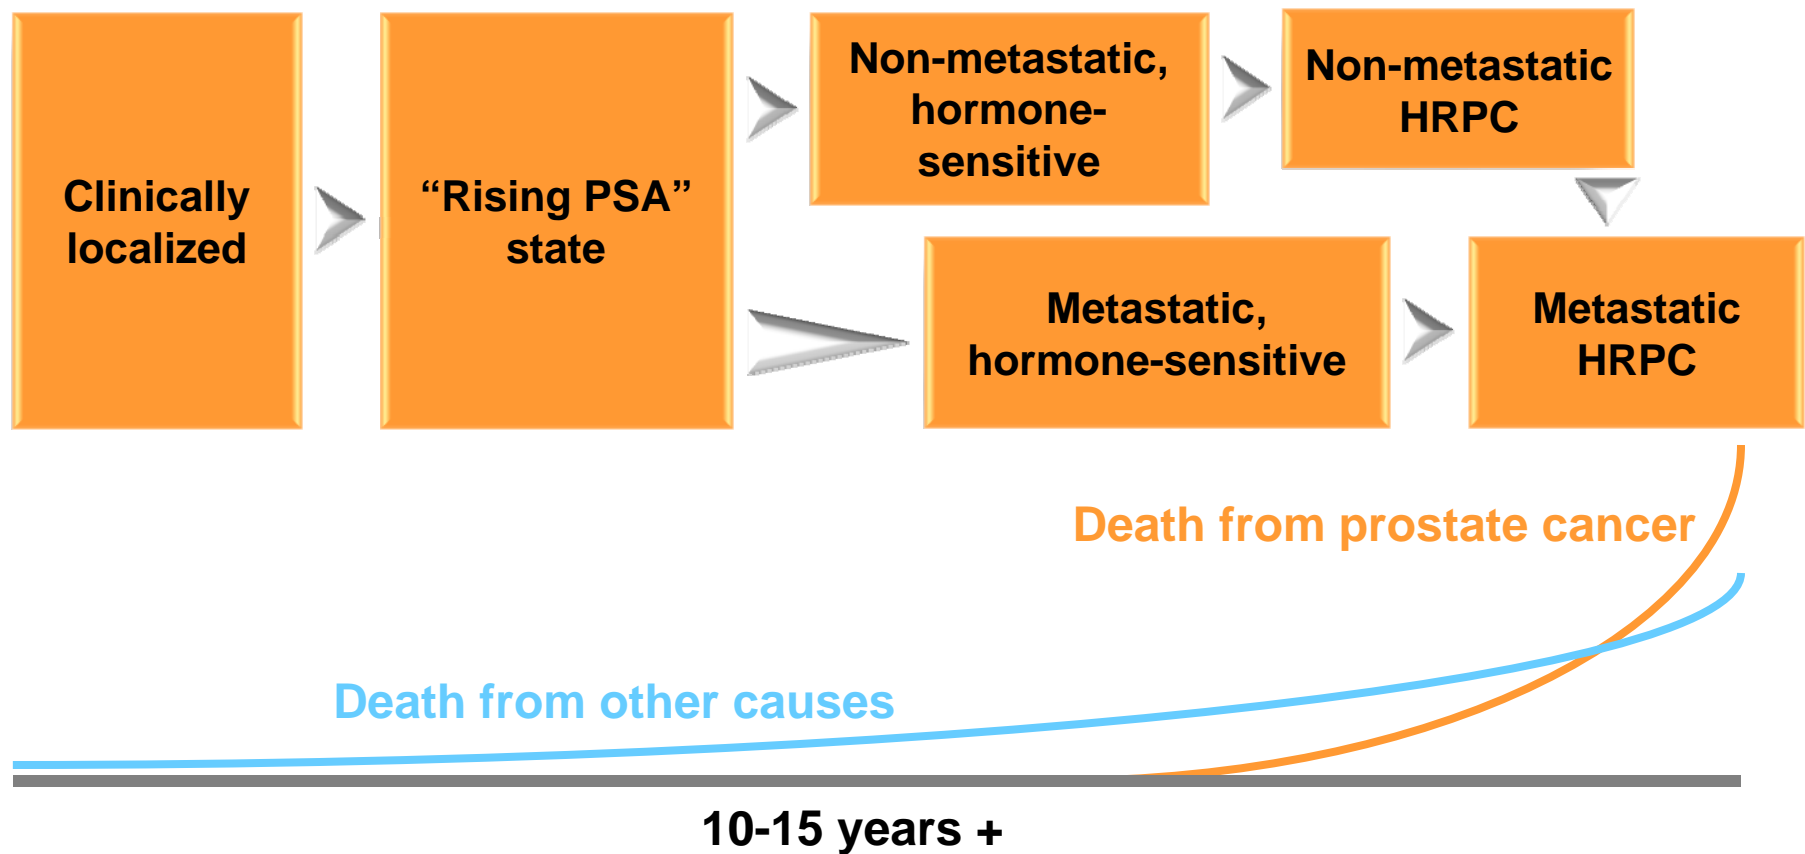 Clinically
localized
“Rising PSA”
state
Non-metastatic,
hormone-
sensitive
Non-metastatic
HRPC
Metastatic,
hormone-sensitive
Metastatic
HRPC
Death from prostate cancer
Death from other causes
10-15 years +